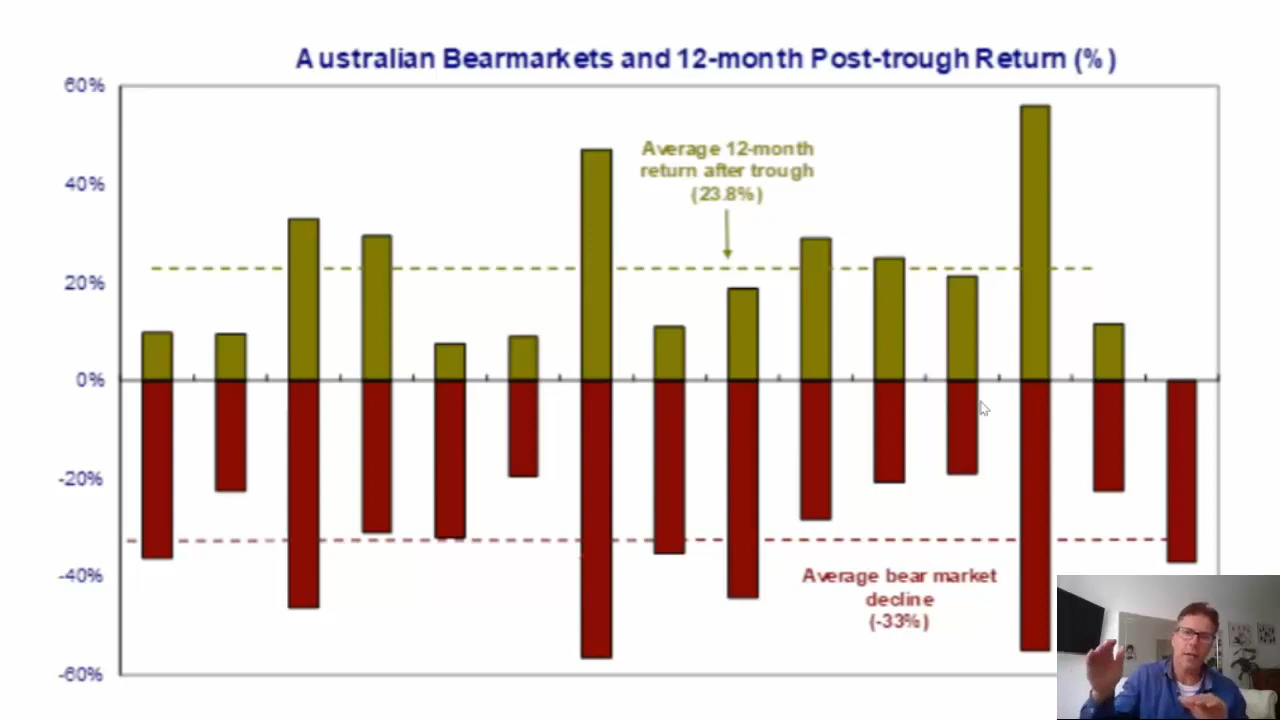 Australian Bearmarkets and 12-month Post-trough Return (%)
60%
40%
20%
0%
-20%
-40%
-60%
Average 12-month
return after trough
(23.8%)
Average bear market
decline
(-33%)